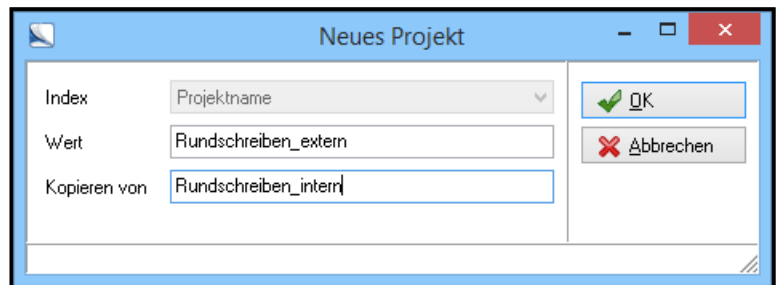 Neues Projekt
Index Projektname
Wert Rundschreiben_extern
Kopieren von Rundschreiben_intern
OK
Abbrechen